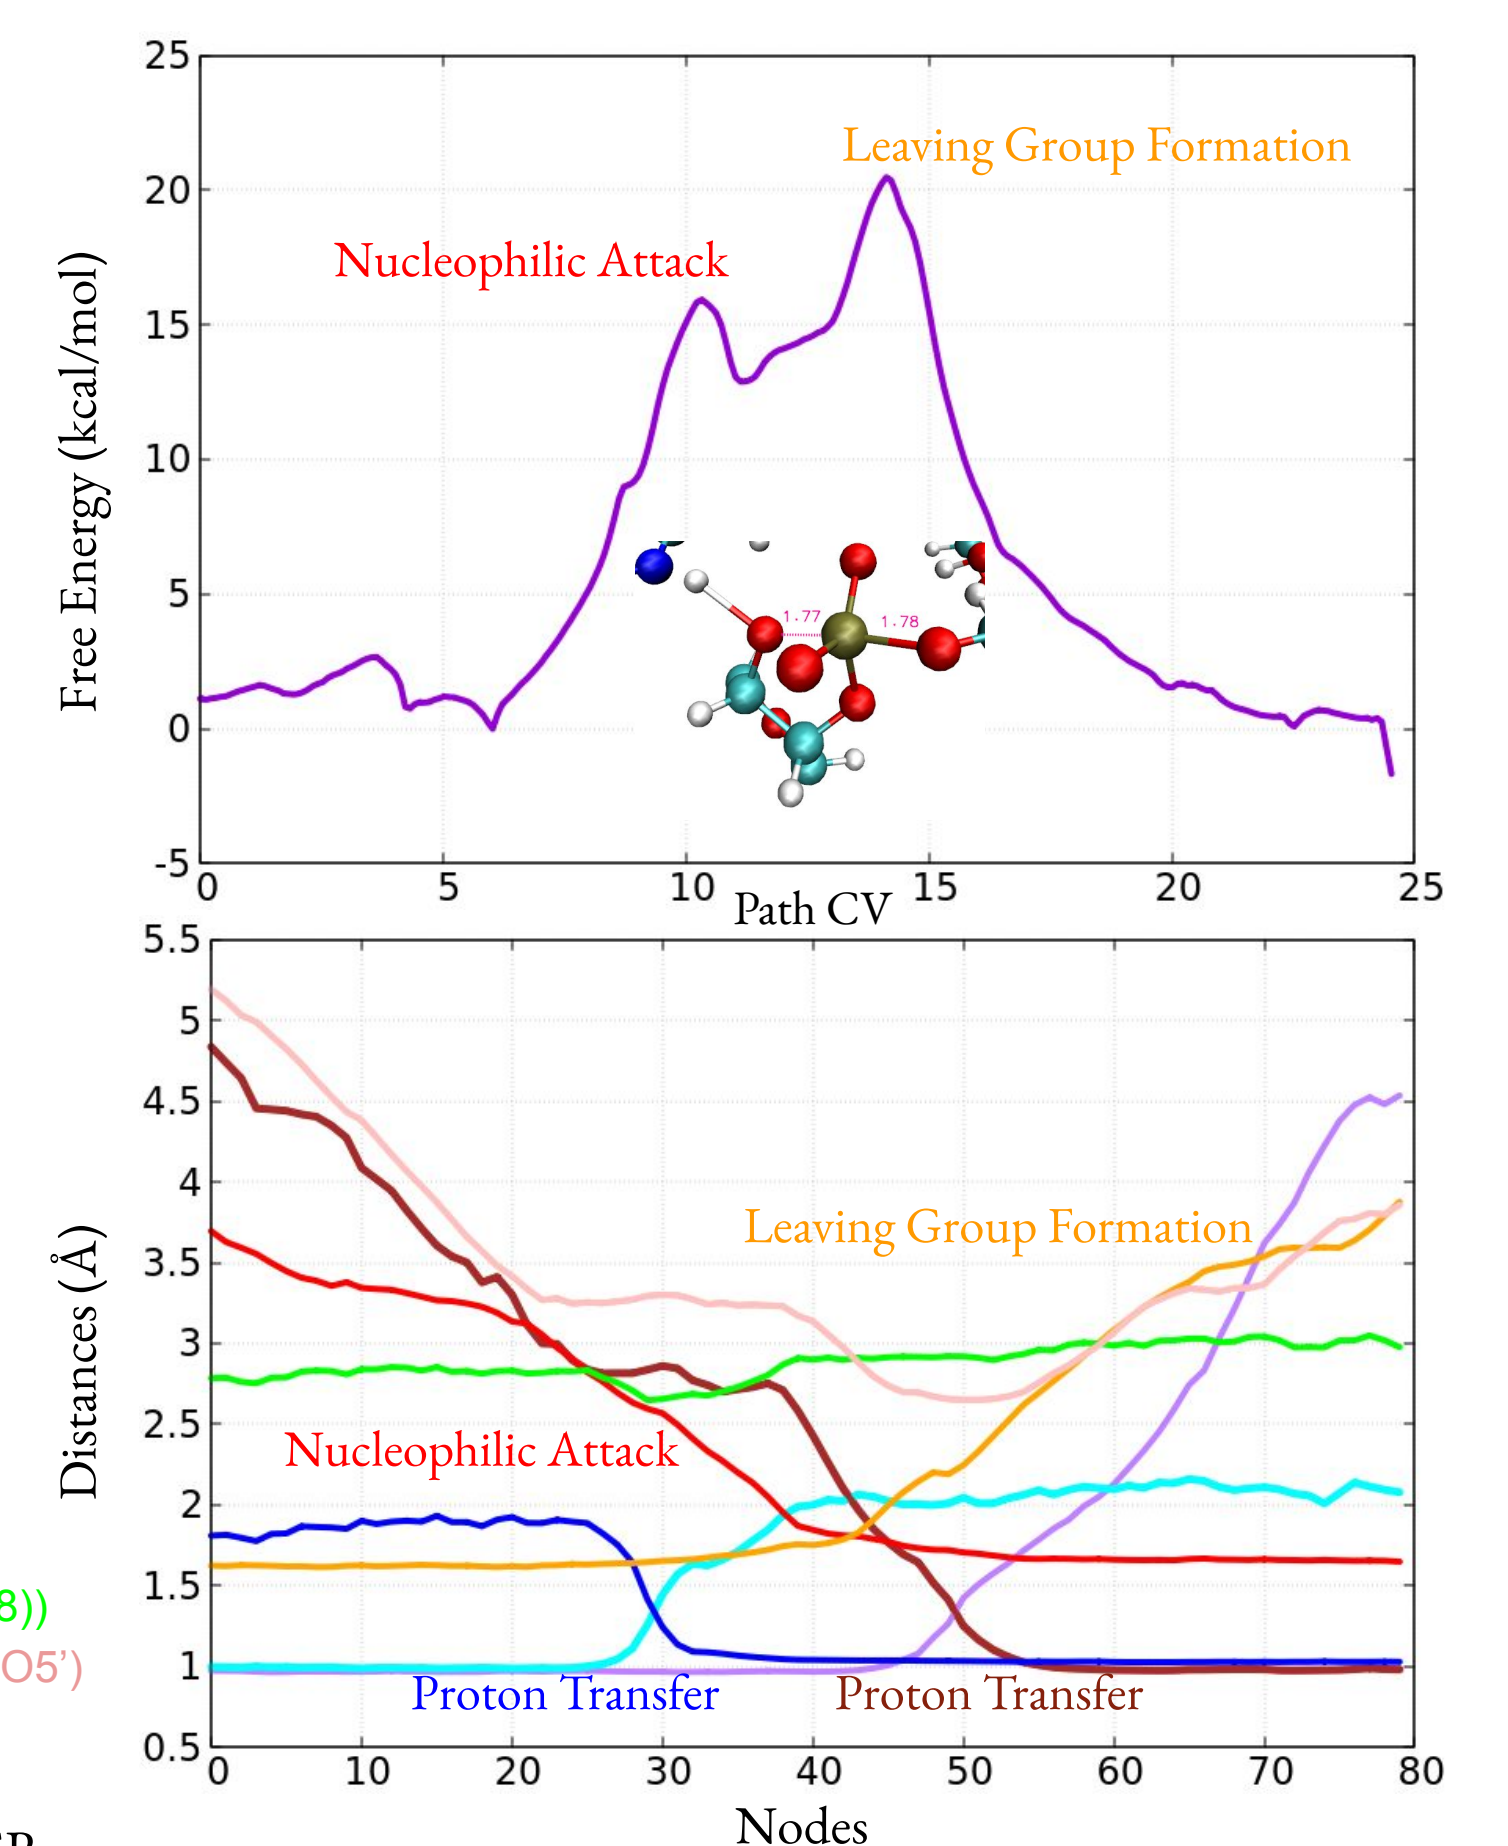 25
20
15
10
5
0
-5
Free Energy (kcal/mol)
Leaving Group Formation
Nucleophilic Attack
1.77
1.78
0 5 10 15 20 25
Path CV
5.5
5
4.5
4
3.5
3
2.5
2
1.5
1
0.5
Distances (Å)
Leaving Group Formation
Nucleophilic Attack
8))
O5')
Proton Transfer
Proton Transfer
0 10 20 30 40 50 60 70 80
Nodes